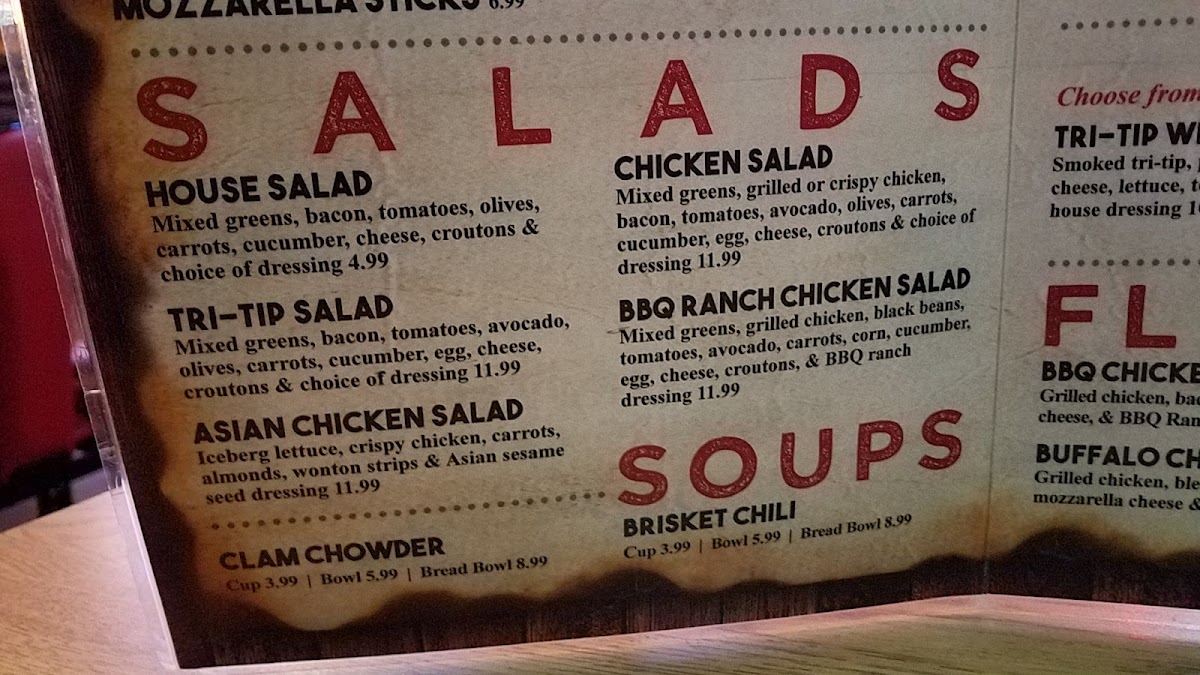 MOZZARELLA STICKS 6.99
SALADS
HOUSE SALAD
Mixed greens, bacon, tomatoes, olives,
carrots, cucumber, cheese, croutons &
choice of dressing 4.99
TRI-TIP SALAD
Mixed greens, bacon, tomatoes, avocado,
olives, carrots, cucumber, egg, cheese,
croutons & choice of dressing 11.99
ASIAN CHICKEN SALAD
Iceberg lettuce, crispy chicken, carrots,
almonds, wonton strips & Asian sesame
seed dressing 11.99
CHICKEN SALAD
Mixed greens, grilled or crispy chicken,
bacon, tomatoes, avocado, olives, carrots,
cucumber, egg, cheese, croutons & choice of
dressing 11.99
BBQ RANCH CHICKEN SALAD
Mixed greens, grilled chicken, black beans,
tomatoes, avocado, carrots, corn, cucumber,
egg, cheese, croutons, & BBQ ranch
dressing 11.99
SOUPS
CLAM CHOWDER
Cup 3.99 | Bowl 5.99 | Bread Bowl 8.99
BRISKET CHILI
Cup 3.99 | Bowl 5.99 | Bread Bowl 8.99
Choose from
TRI-TIP
Smoked tri-tip,
cheese, lettuce,
house dressing
FL
BBQ CHICKE
Grilled chicken,
cheese, & BBQ Ran
BUFFALO CH
Grilled chicken,
mozzarella cheese &